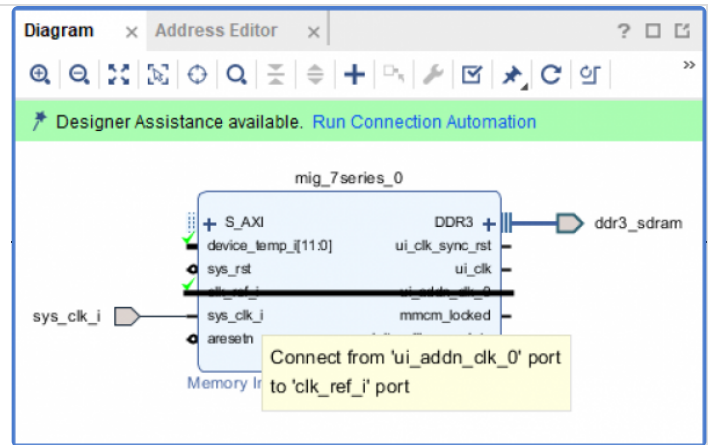 Diagram × Address Editor × ?
Designer Assistance available. Run Connection Automation
mig_7series_0
S_AXI DDR3
ddr3_sdram
device_temp_i[11:0] ui_clk_sync_rst
sys_rst ui_clk
clk_ref_i ui_addn_clk_0
sys_clk_i
sys_clk_i mmcm_locked
aresetn
Connect from 'ui_addn_clk_0' port
to 'clk_ref_i' port
Memory In